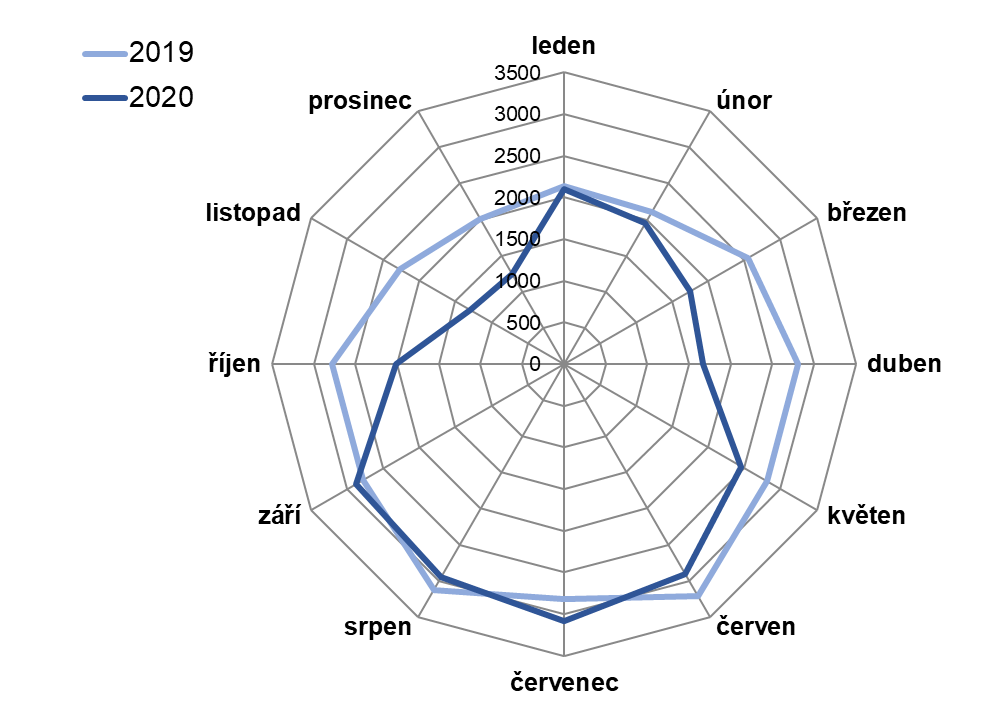 2019
2020
leden
únor
březen
duben
květen
červen
červenec
srpen
září
říjen
listopad
prosinec
3500
3000
2500
2000
1500
1000
500
0